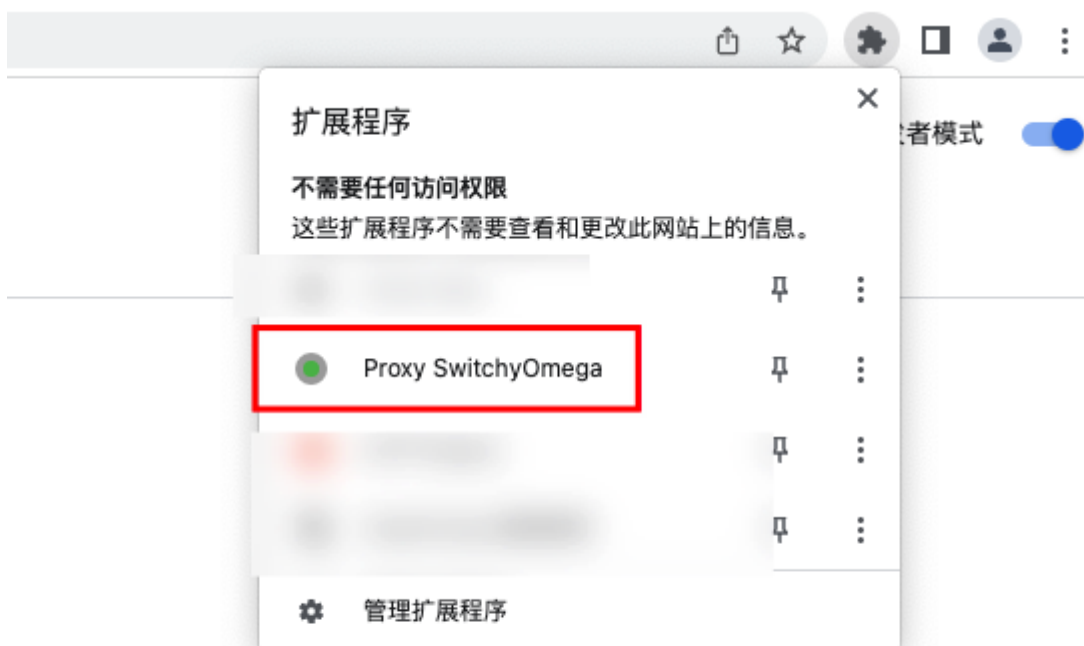 扩展程序
者模式
不需要任何访问权限
这些扩展程序不需要查看和更改此网站上的信息。
Proxy SwitchyOmega
管理扩展程序